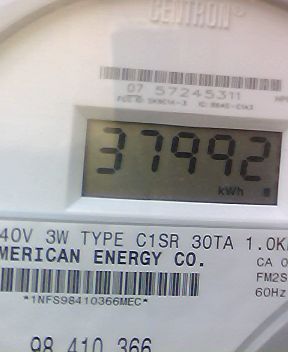 CENTRON®
07 57245311
37992
kWh
40V 3W TYPE C1SR 30TA 1.0K
MERICAN ENERGY CO.
CA 0
FM2S
60Hz
*1NFS98410366MEC*
98 410 366